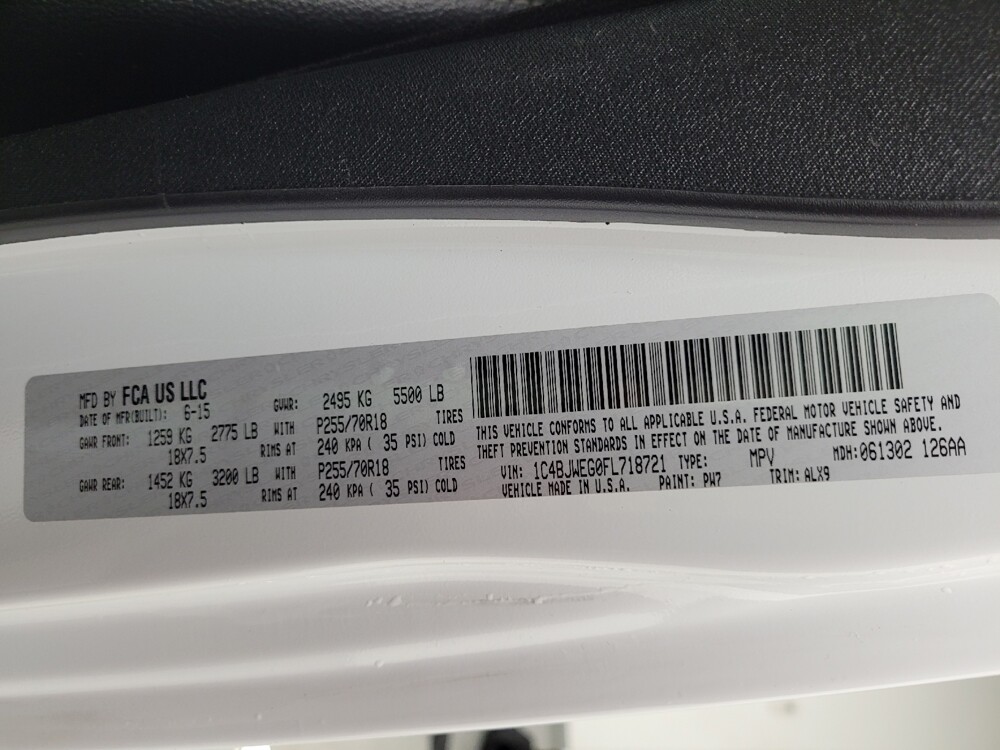 MFD BY FCA US LLC
DATE OF MFR(BUILT): 6-15 GVWR: 2495 KG 5500 LB
GAWR FRONT: 1259 KG 2775 LB WITH P255/70R18 TIRES
18X7.5 RIMS AT 240 KPA ( 35 PSI) COLD
GAWR REAR: 1452 KG 3200 LB WITH P255/70R18 TIRES
18X7.5 RIMS AT 240 KPA ( 35 PSI) COLD
THIS VEHICLE CONFORMS TO ALL APPLICABLE U.S.A. FEDERAL MOTOR VEHICLE SAFETY AND
THEFT PREVENTION STANDARDS IN EFFECT ON THE DATE OF MANUFACTURE SHOWN ABOVE.
VIN: 1C4BJWEG0FL718721 TYPE: MPV MDH: 061302 126AA
VEHICLE MADE IN U.S.A. PAINT: PW7 TRIM: ALX9